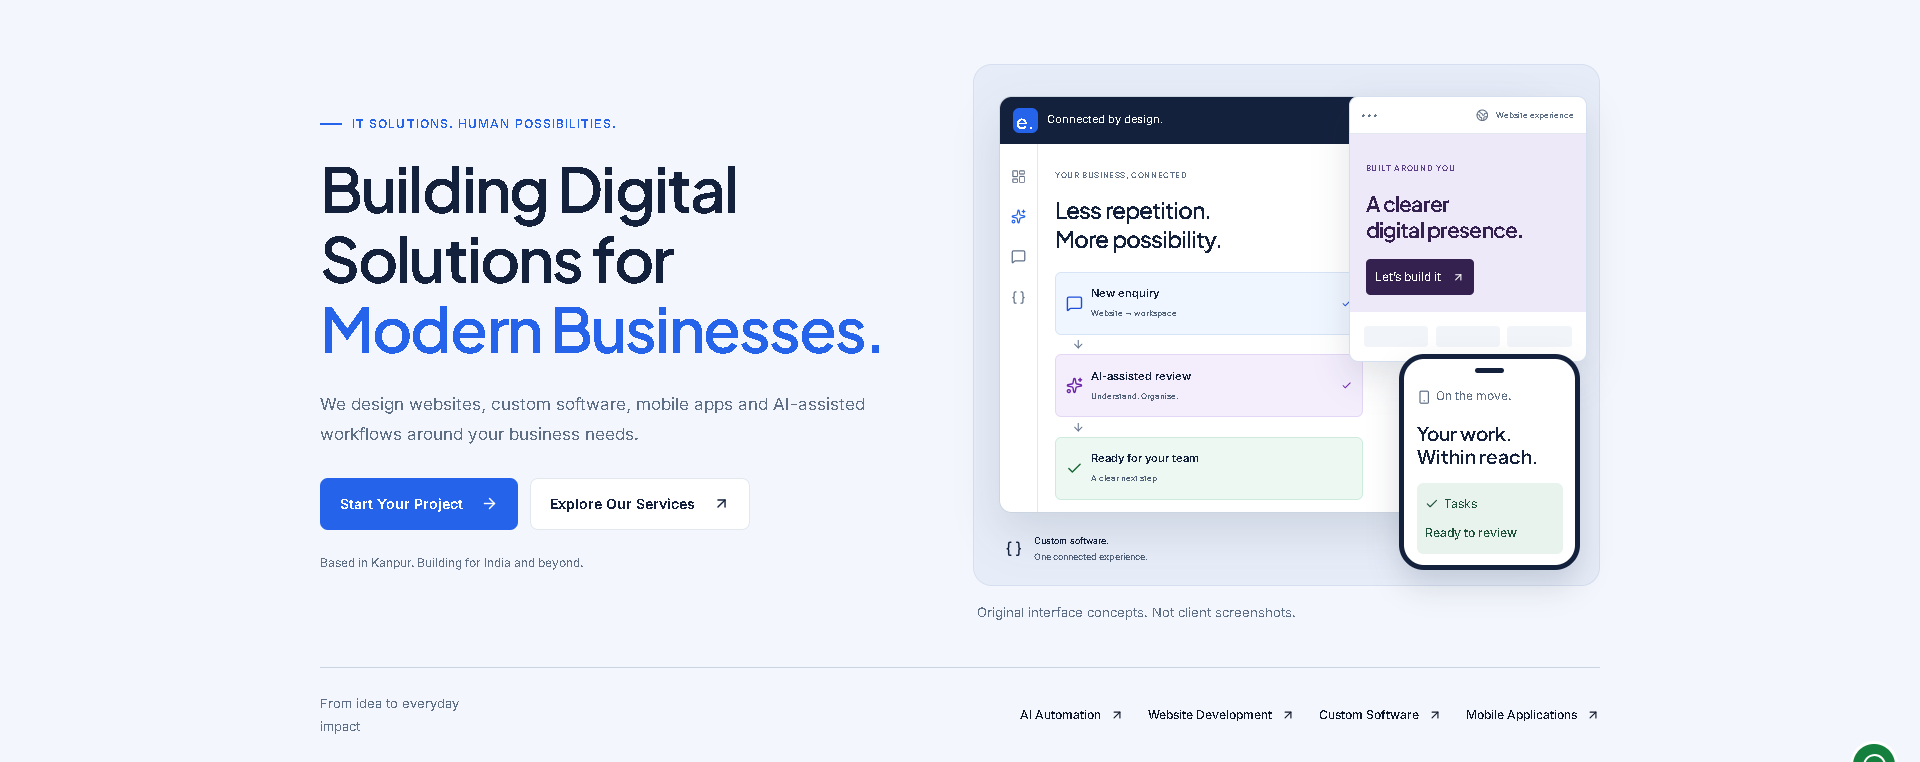 IT SOLUTIONS. HUMAN POSSIBILITIES.
Building Digital
Solutions for
Modern Businesses.
We design websites, custom software, mobile apps and AI-assisted
workflows around your business needs.
Start Your Project →
Explore Our Services ↗
Based in Kanpur. Building for India and beyond.
e. Connected by design.
YOUR BUSINESS, CONNECTED
Less repetition.
More possibility.
New enquiry
Website → workspace
AI-assisted review
Understand. Organise.
Ready for your team
A clear next step
{ } Custom software.
One connected experience.
Website experience
BUILT AROUND YOU
A clearer
digital presence.
Let's build it ↗
On the move.
Your work.
Within reach.
Tasks
Ready to review
Original interface concepts. Not client screenshots.
From idea to everyday
impact
AI Automation ↗ Website Development ↗ Custom Software ↗ Mobile Applications ↗